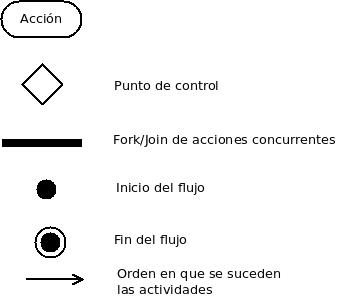 Acción
Punto de control
Fork/Join de acciones concurrentes
Inicio del flujo
Fin del flujo
Orden en que se suceden
las actividades